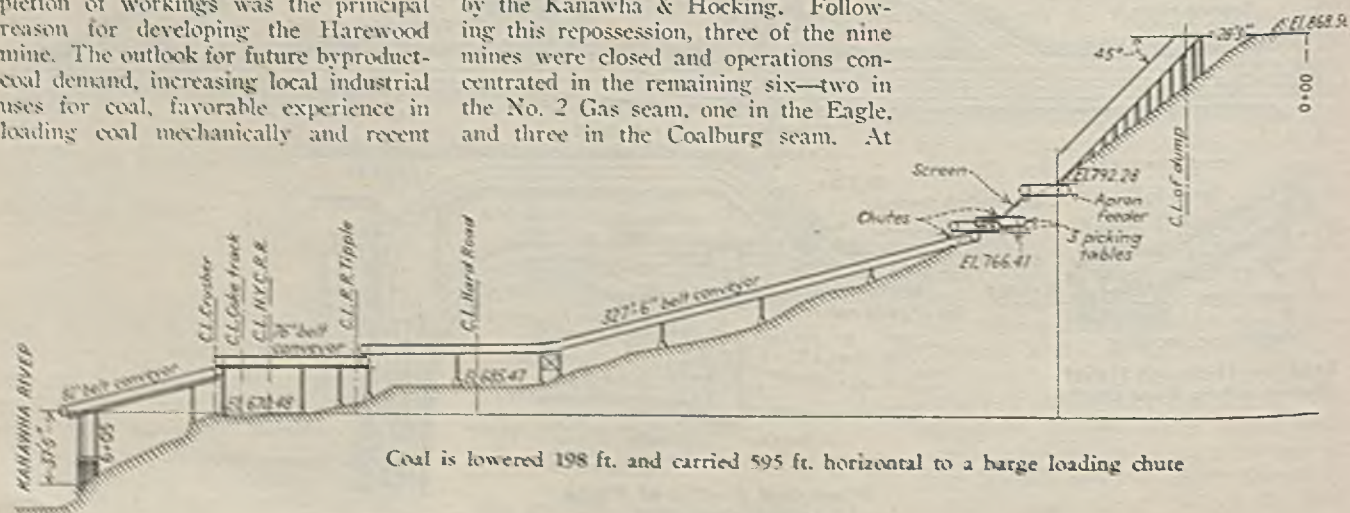 pletion of workings was the principal
reason for developing the Harewood
mine. The outlook for future byproduct-
coal demand, increasing local industrial
uses for coal, favorable experience in
loading coal mechanically and recent
by the Kanawha & Hocking. Follow-
ing this repossession, three of the nine
mines were closed and operations con-
centrated in the remaining six—two in
the No. 2 Gas seam, one in the Eagle,
and three in the Coalburg seam. At
45°
0+00
C.L. of dump
El.792.28
Screen
Apron
feeder
Chutes
3 picking
tables
El.766.41
327'-6" belt conveyor
C.L. Hard Road
C.L.R.R. Tipple
76" belt
conveyor
C.L. N.Y.C. R.R.
C.L. Coke track
C.L. Crusher
belt conveyor
KANAWHA RIVER
Coal is lowered 198 ft. and carried 595 ft. horizontal to a barge loading chute